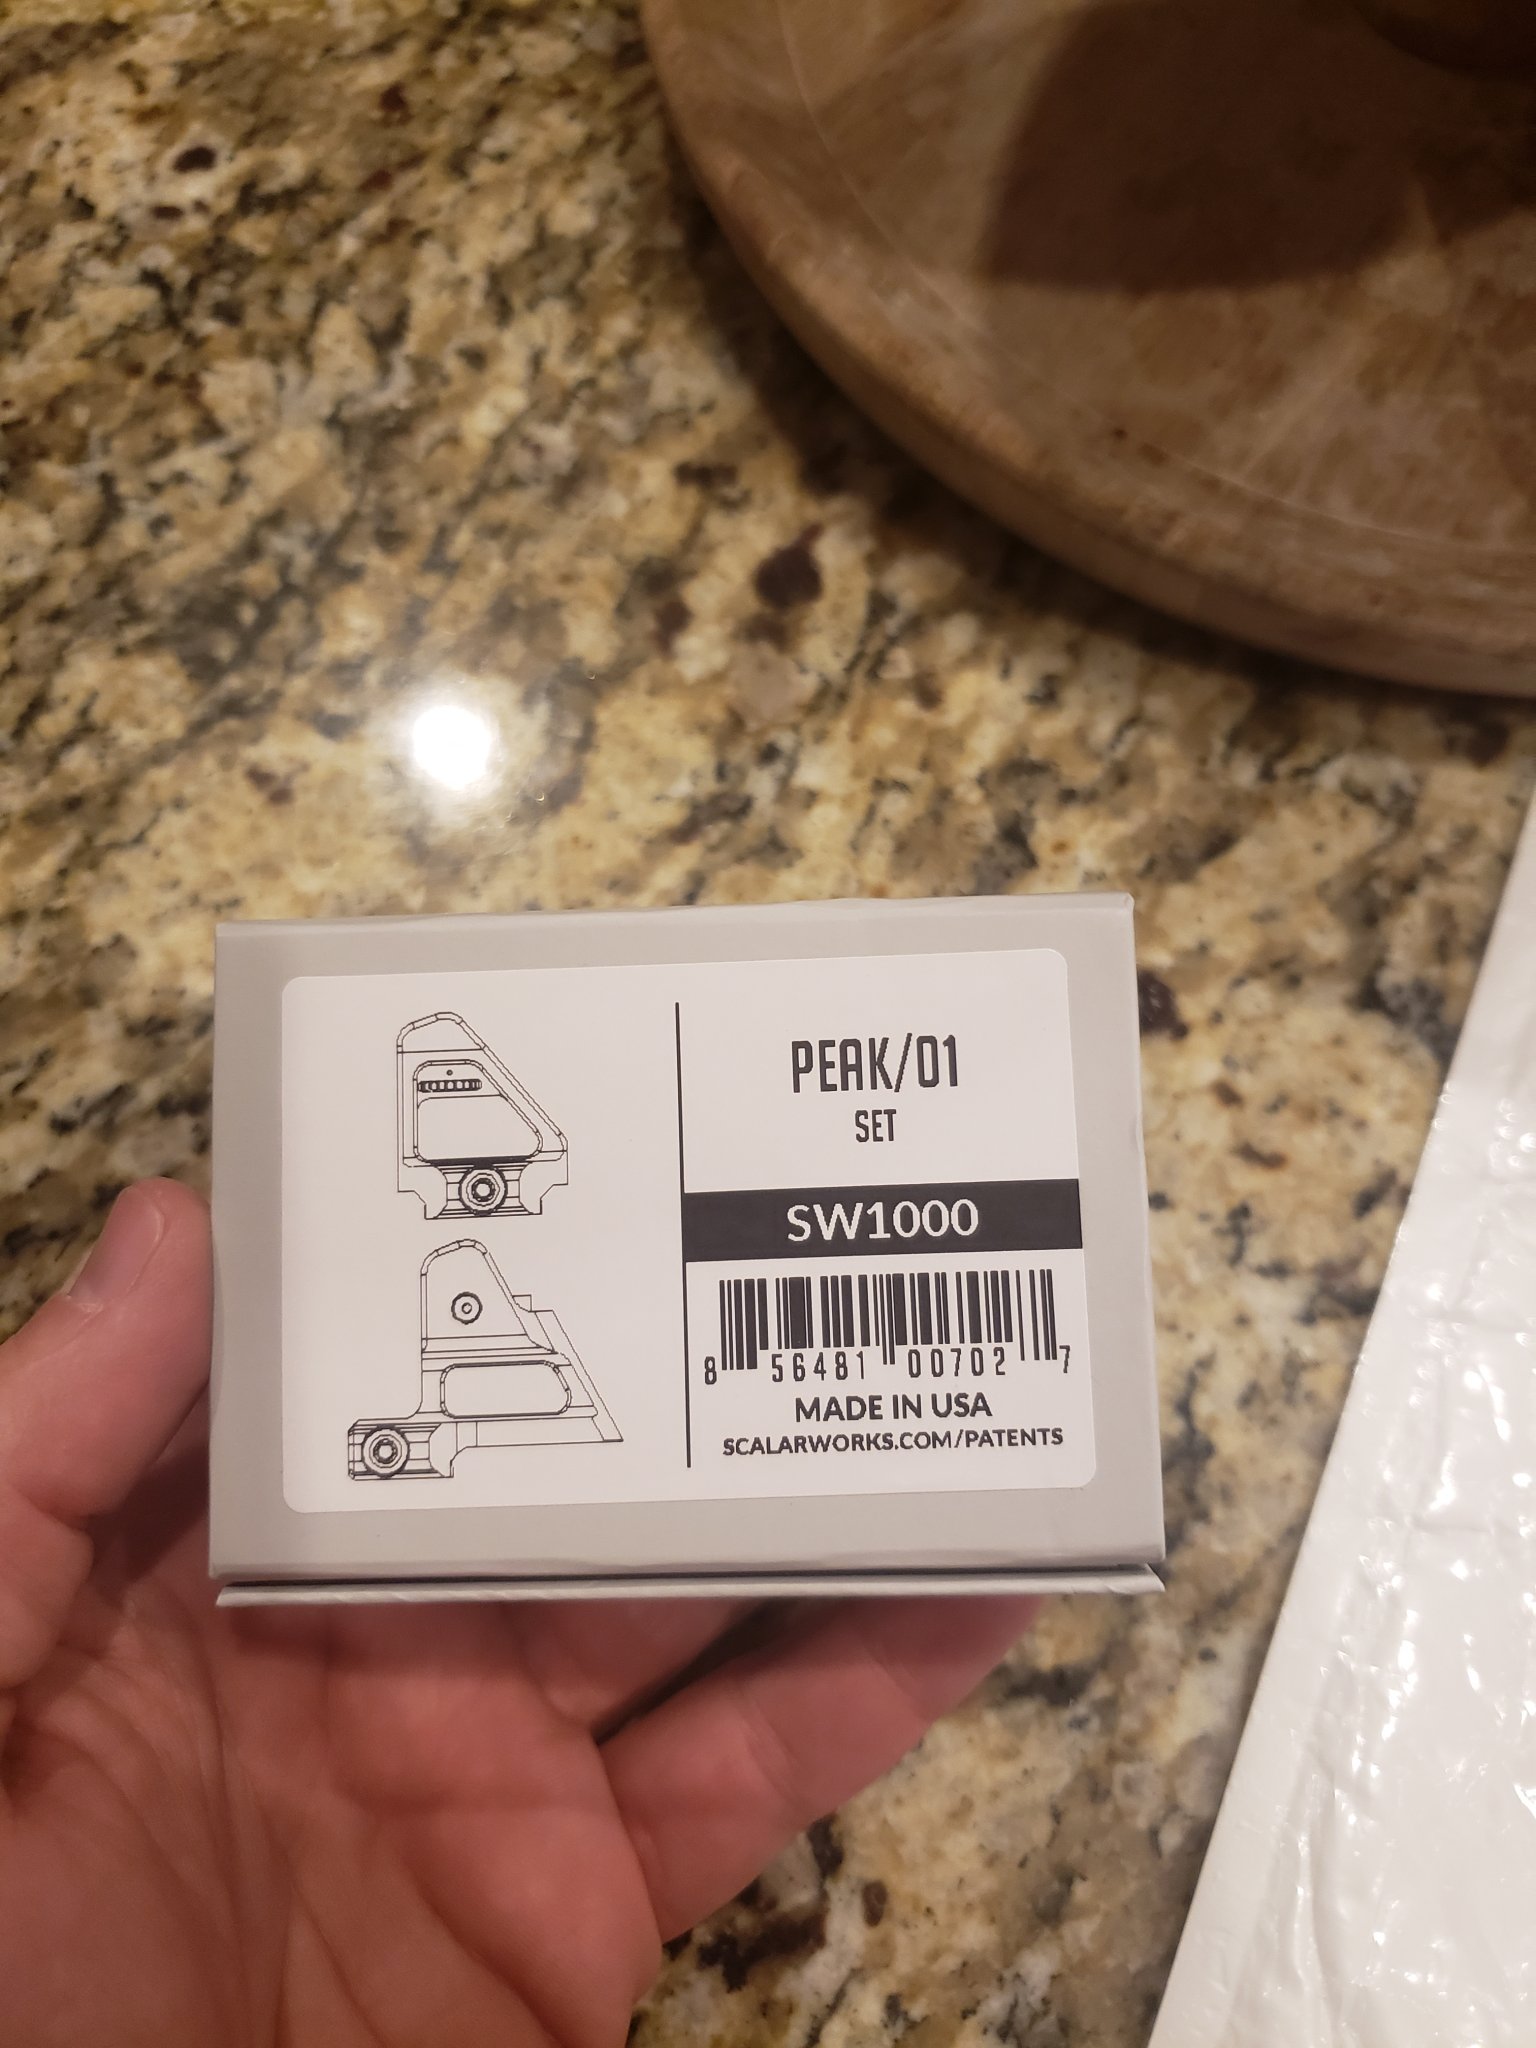 PEAK/01
SET
SW1000
8 56481 00702 7
MADE IN USA
SCALARWORKS.COM/PATENTS